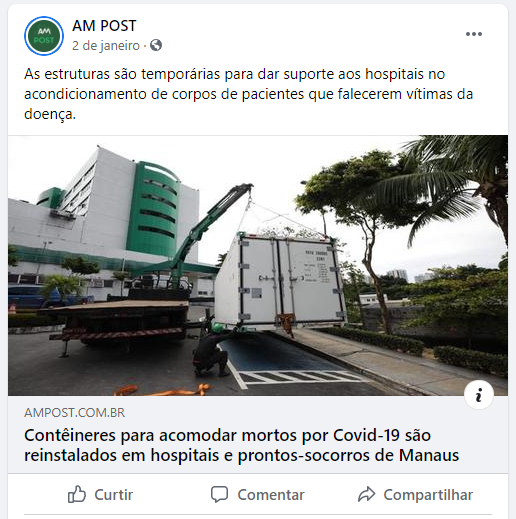 AM POST
2 de janeiro ·
As estruturas são temporárias para dar suporte aos hospitais no
acondicionamento de corpos de pacientes que falecerem vítimas da
doença.
AMPOST.COM.BR
Contêineres para acomodar mortos por Covid-19 são
reinstalados em hospitais e prontos-socorros de Manaus
Curtir
Comentar
Compartilhar